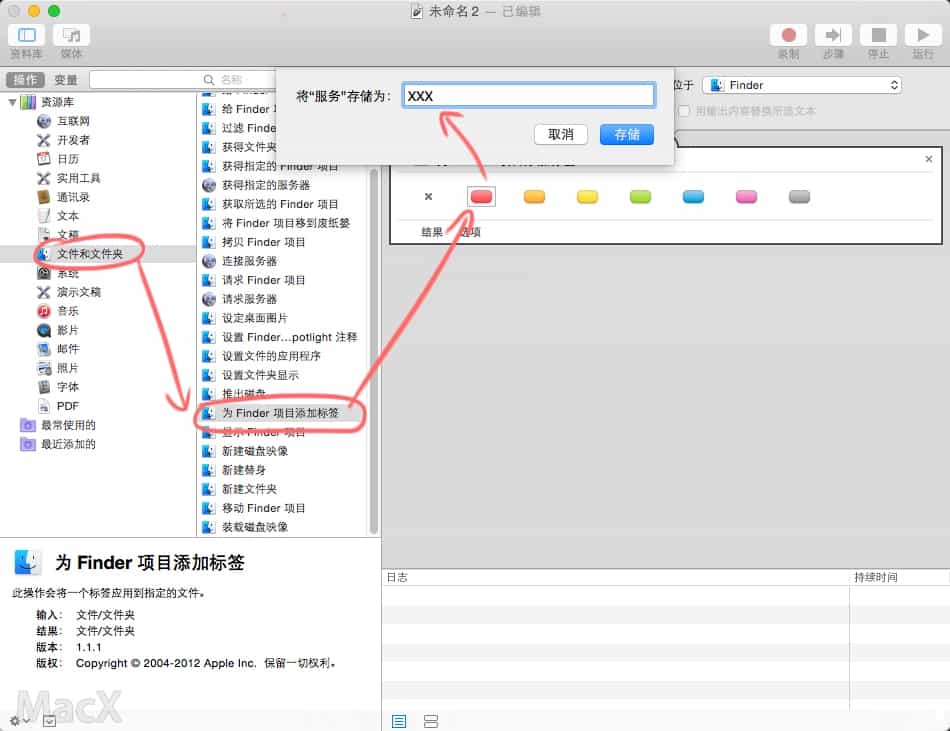 未命名 2 — 已编辑
资料库 媒体 录制 步骤 停止 运行
操作 变量 名称
位于 Finder
用输出内容替换所选文本
将“服务”存储为： XXX
取消 存储
资源库
互联网
开发者
日历
实用工具
通讯录
文本
文稿
文件和文件夹
系统
演示文稿
音乐
影片
邮件
照片
字体
PDF
最常使用的
最近添加的
给 Finder
过滤 Finde
获得文件夹
获得指定的 Finder 项目
获得指定的服务器
获取所选的 Finder 项目
将 Finder 项目移到废纸篓
拷贝 Finder 项目
连接服务器
请求 Finder 项目
请求服务器
设定桌面图片
设置 Finder…potlight 注释
设置文件的应用程序
设置文件夹显示
推出磁盘
为 Finder 项目添加标签
显示 Finder 项目
新建磁盘映像
新建替身
新建文件夹
移动 Finder 项目
装载磁盘映像
结果 选项
为 Finder 项目添加标签
此操作会将一个标签应用到指定的文件。
输入： 文件/文件夹
结果： 文件/文件夹
版本： 1.1.1
版权： Copyright © 2004-2012 Apple Inc. 保留一切权利。
日志 持续时间
MacX